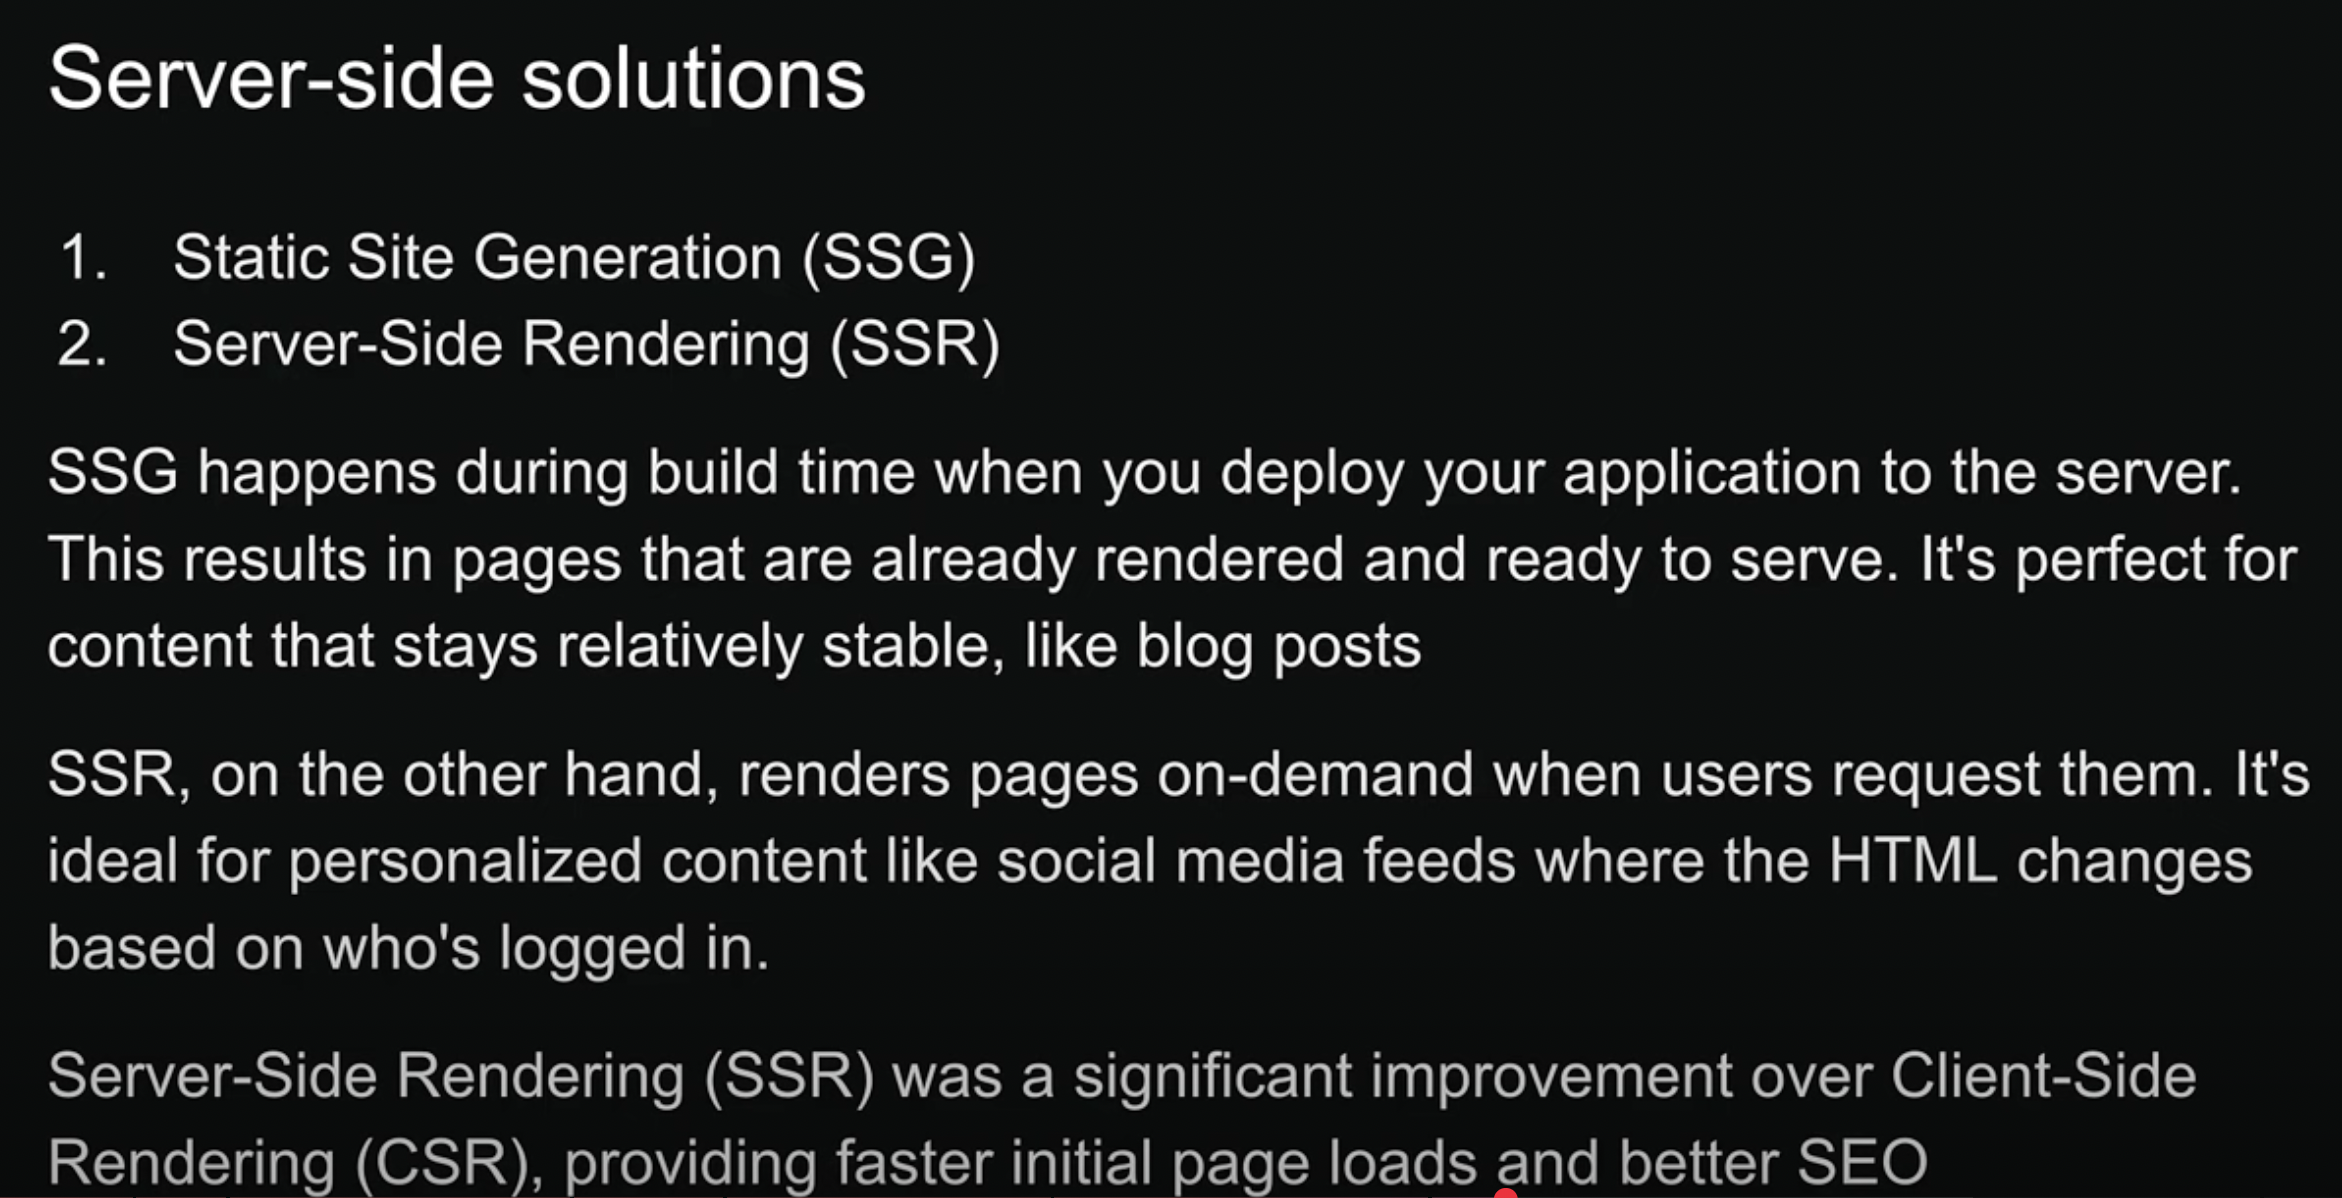 Server-side solutions
1. Static Site Generation (SSG)
2. Server-Side Rendering (SSR)
SSG happens during build time when you deploy your application to the server.
This results in pages that are already rendered and ready to serve. It's perfect for
content that stays relatively stable, like blog posts
SSR, on the other hand, renders pages on-demand when users request them. It's
ideal for personalized content like social media feeds where the HTML changes
based on who's logged in.
Server-Side Rendering (SSR) was a significant improvement over Client-Side
Rendering (CSR), providing faster initial page loads and better SEO